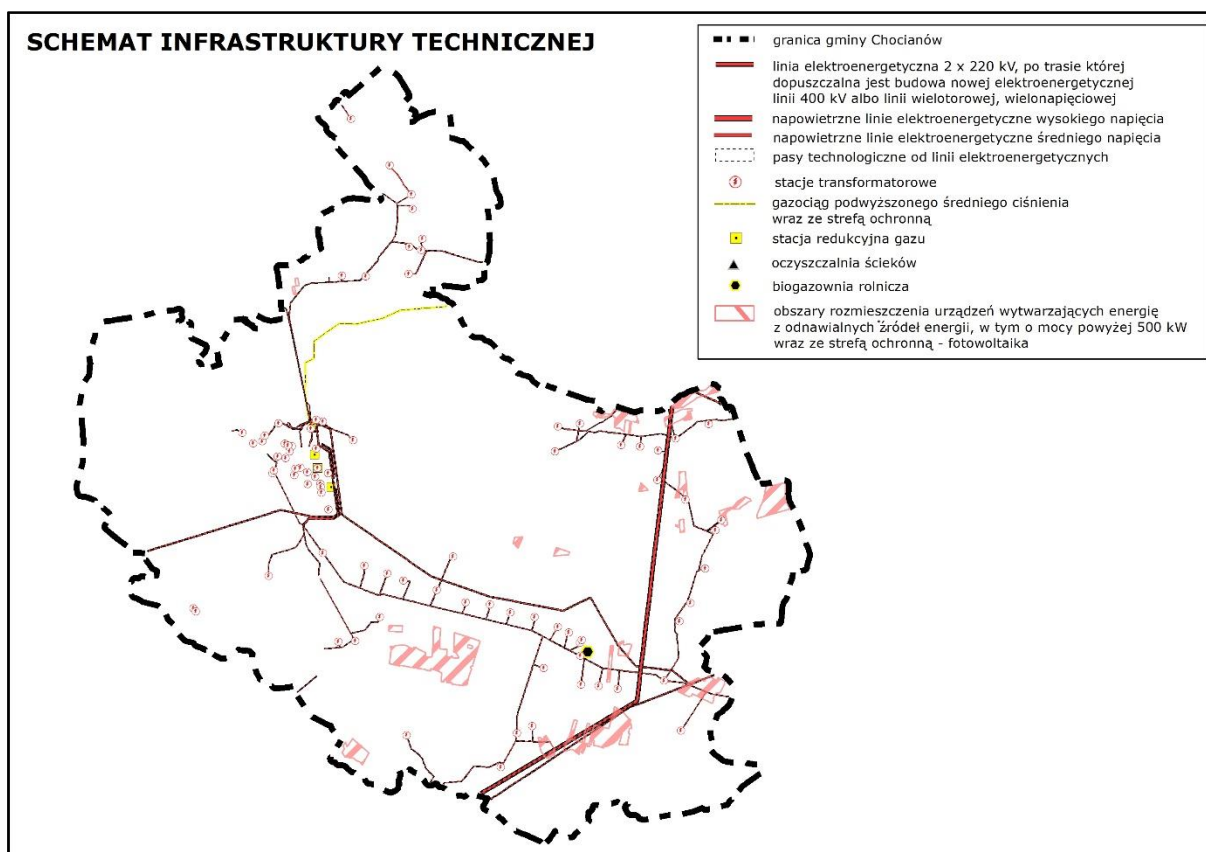 SCHEMAT INFRASTRUKTURY TECHNICZNEJ
granica gminy Chocianów
linia elektroenergetyczna 2 x 220 kV, po trasie której
dopuszczalna jest budowa nowej elektroenergetycznej
linii 400 kV albo linii wielotorowej, wielonapięciowej
napowietrzne linie elektroenergetyczne wysokiego napięcia
napowietrzne linie elektroenergetyczne średniego napięcia
pasy technologiczne od linii elektroenergetycznych
stacje transformatorowe
gazociąg podwyższonego średniego ciśnienia
wraz ze strefą ochronną
stacja redukcyjna gazu
oczyszczalnia ścieków
biogazownia rolnicza
obszary rozmieszczenia urządzeń wytwarzających energię
z odnawialnych źródeł energii, w tym o mocy powyżej 500 kW
wraz ze strefą ochronną - fotowoltaika